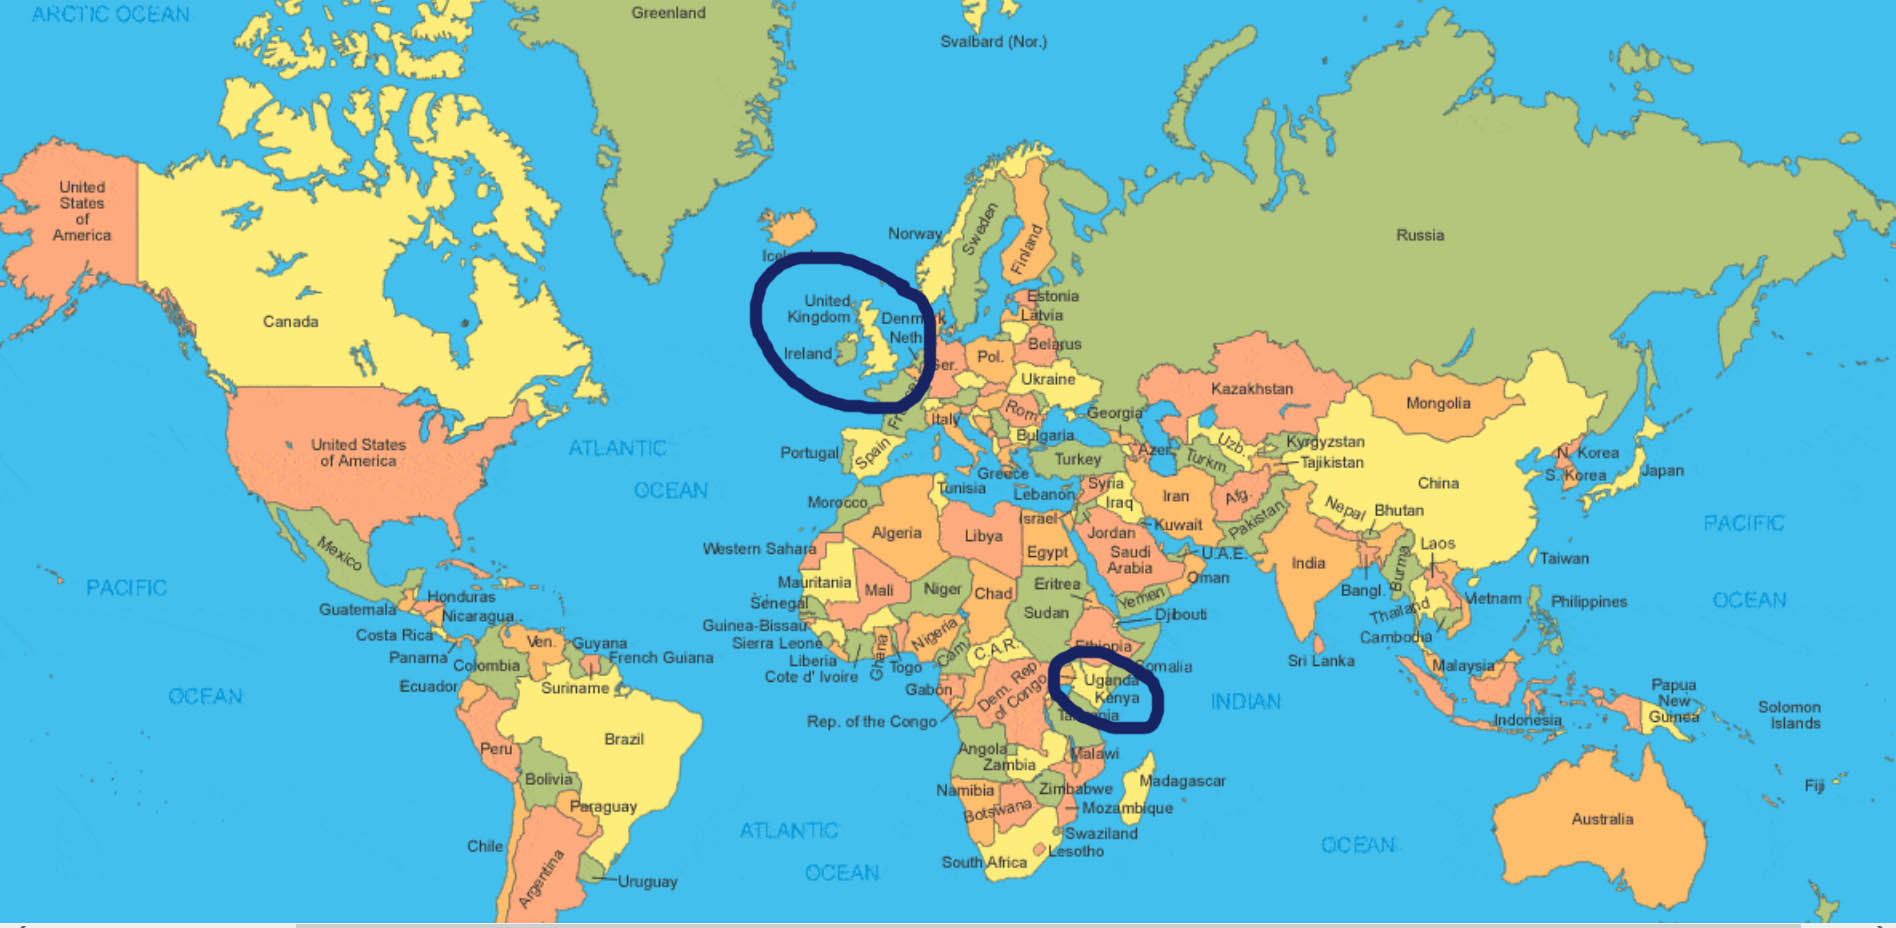 ARCTIC OCEAN
Greenland
Svalbard (Nor.)
United
States
of
America
Canada
Norway
Sweden
Finland
Russia
United
Kingdom
Ireland
Estonia
Latvia
Belarus
Pol.
Ukraine
Rom.
Italy
Bulgaria
Portugal
Spain
Greece
Turkey
Georgia
Azer.
Kazakhstan
Mongolia
Uzb.
Turkm.
Kyrgyzstan
Tajikistan
N. Korea
S. Korea
Japan
China
United States
of America
ATLANTIC
OCEAN
Mexico
Morocco
Tunisia
Lebanon
Syria
Iraq
Iran
Afg.
Pakistan
Nepal
Bhutan
Israel
Jordan
Kuwait
Algeria
Libya
Egypt
Saudi
Arabia
U.A.E.
Oman
India
Bangl.
Burma
Laos
Taiwan
PACIFIC
OCEAN
PACIFIC
OCEAN
Western Sahara
Mauritania
Mali
Niger
Chad
Eritrea
Sudan
Yemen
Djibouti
Senegal
Guinea-Bissau
Sierra Leone
Liberia
Cote d' Ivoire
Ghana
Togo
Nigeria
Cam.
C.A.R.
Ethiopia
Somalia
Gabon
Rep. of the Congo
Dem. Rep
of Congo
Uganda
Kenya
Tanzania
Thailand
Vietnam
Cambodia
Philippines
Sri Lanka
Malaysia
Indonesia
Papua
New
Guinea
Solomon
Islands
Fiji
Guatemala
Honduras
Nicaragua
Costa Rica
Panama
Colombia
Ven.
Guyana
French Guiana
Suriname
Ecuador
Peru
Brazil
Bolivia
Paraguay
Chile
Argentina
Uruguay
ATLANTIC
OCEAN
Angola
Zambia
Malawi
Namibia
Botswana
Zimbabwe
Mozambique
Madagascar
Swaziland
Lesotho
South Africa
INDIAN
OCEAN
Australia